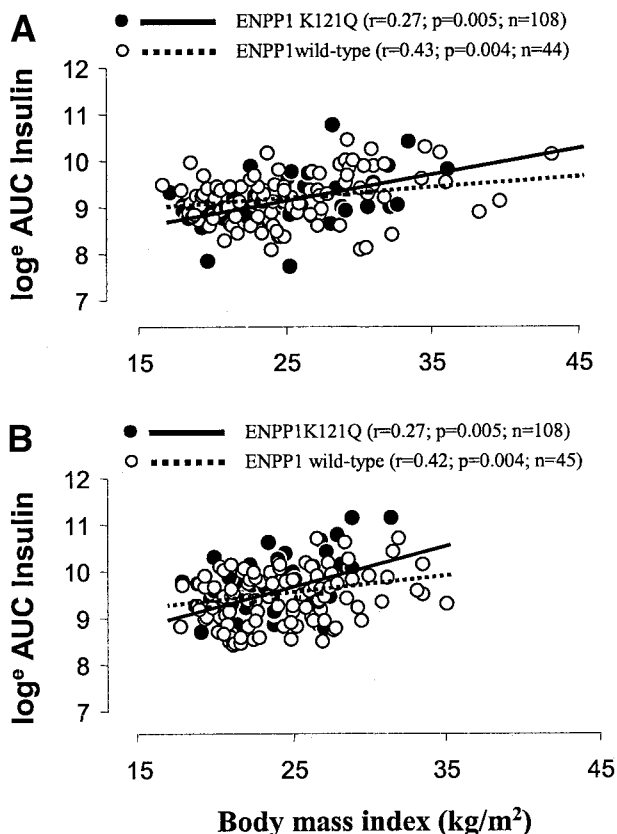 A
ENPP1 K121Q (r=0.27; p=0.005; n=108)
ENPP1wild-type (r=0.43; p=0.004; n=44)
logᵉ AUC Insulin
12
11
10
9
8
7
15 25 35 45
B
ENPP1K121Q (r=0.27; p=0.005; n=108)
ENPP1 wild-type (r=0.42; p=0.004; n=45)
logᵉ AUC Insulin
12
11
10
9
8
7
15 25 35 45
Body mass index (kg/m²)